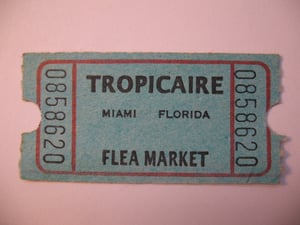 0858620
TROPICAIRE
MIAMI FLORIDA
FLEA MARKET
0858620